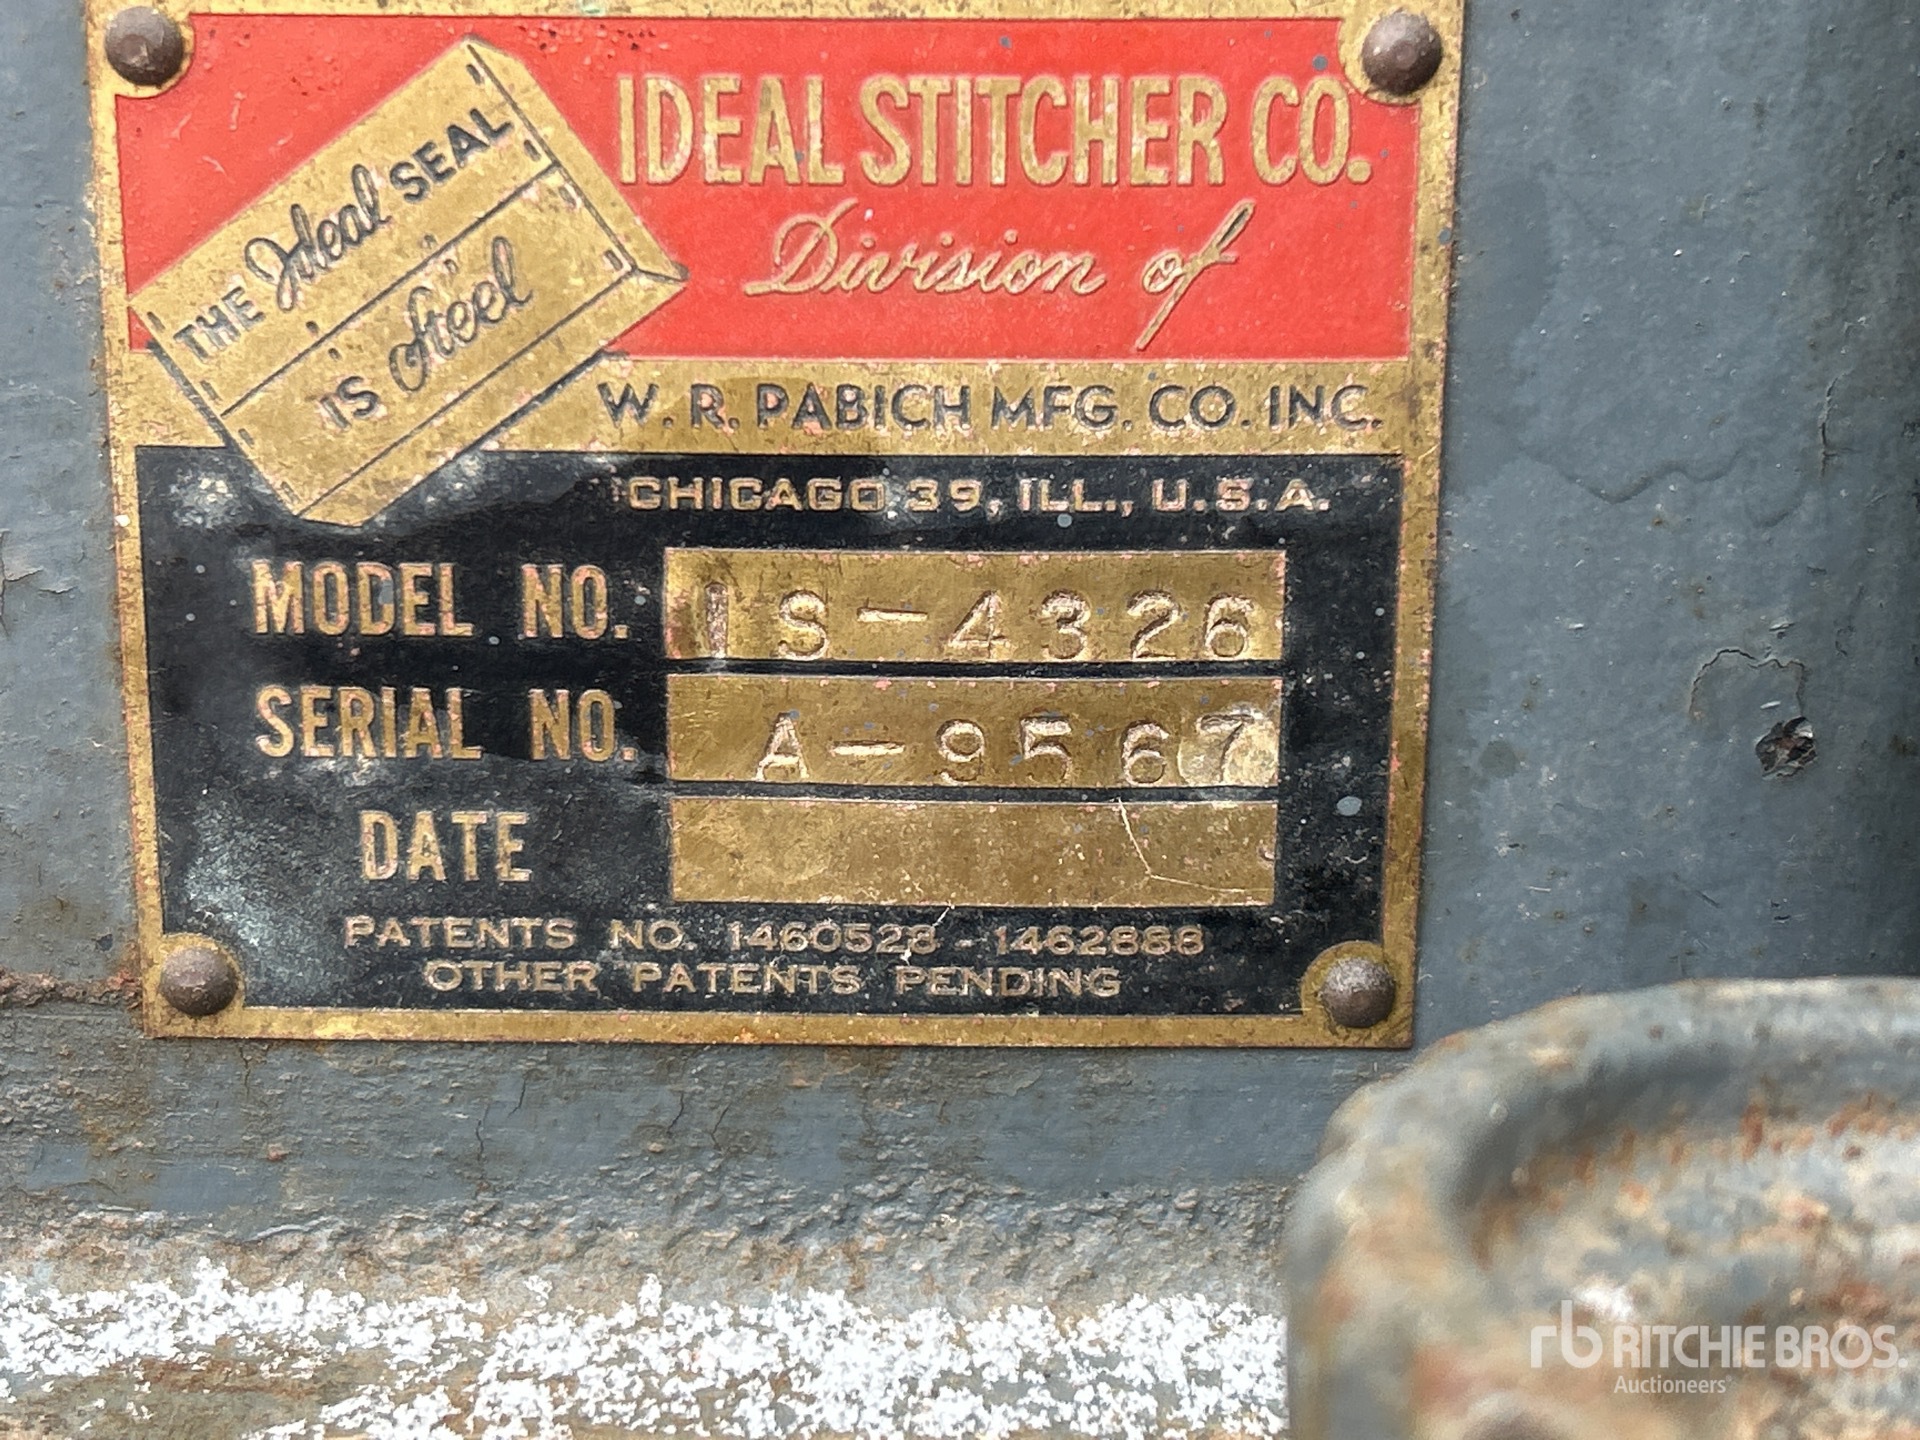 THE Ideal SEAL
IS Steel
IDEAL STITCHER CO.
Division of
W. R. PABICH MFG. CO. INC.
CHICAGO 39, ILL., U.S.A.
MODEL NO. IS-4326
SERIAL NO. A-9567
DATE
PATENTS NO. 1460528 - 1462888
OTHER PATENTS PENDING
rb RITCHIE BROS.
Auctioneers